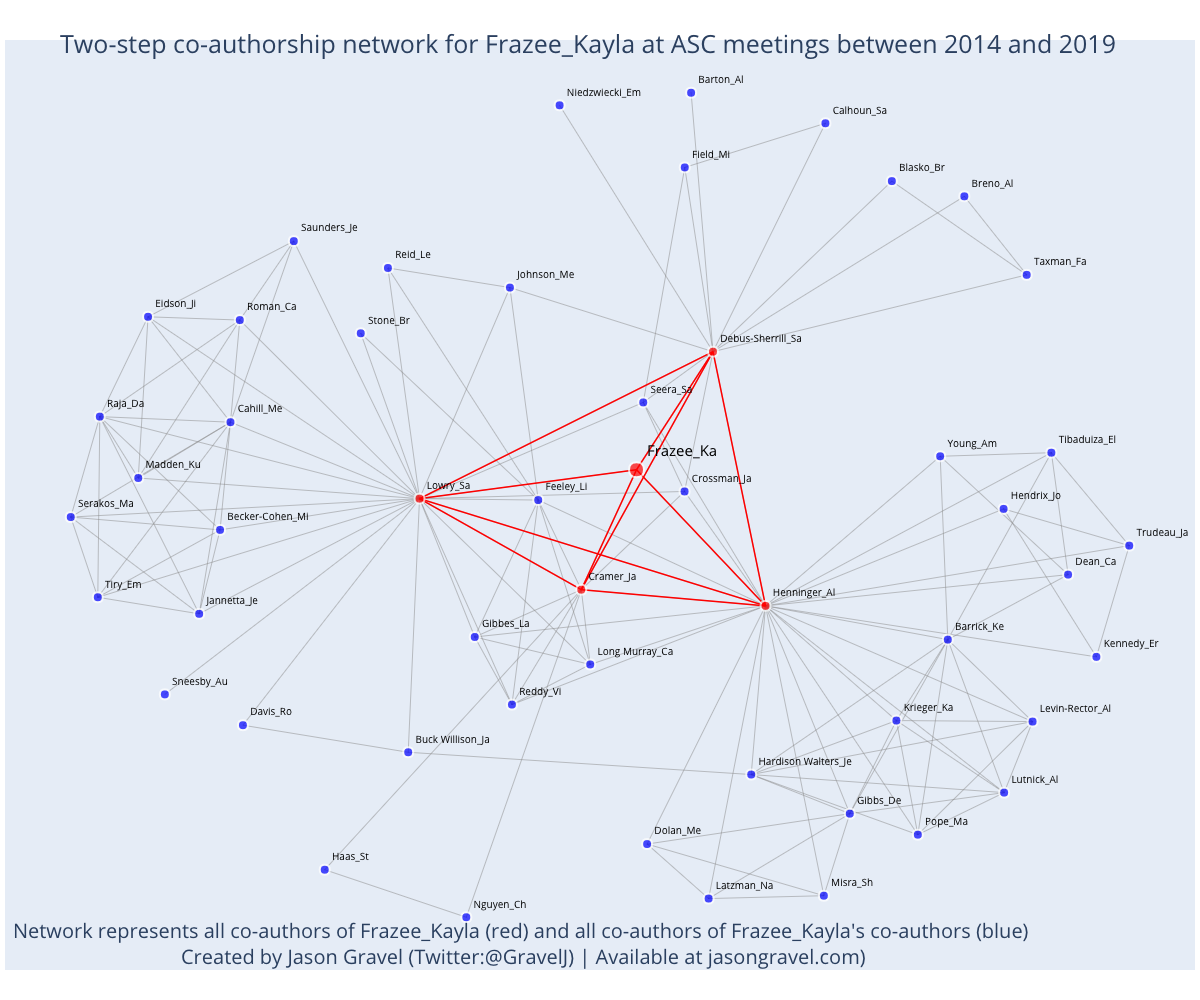 Two-step co-authorship network for Frazee_Kayla at ASC meetings between 2014 and 2019
Barton_Al
Niedzwiecki_Em
Calhoun_Sa
Field_Mi
Blasko_Br
Breno_Al
Saunders_Je
Reid_Le
Taxman_Fa
Johnson_Me
Eidson_Ji
Roman_Ca
Stone_Br
Debus-Sherrill_Sa
Seera_Sa
Raja_Da
Cahill_Me
Frazee_Ka
Young_Am
Tibaduiza_El
Madden_Ku
Lowry_Sa
Feeley_Li
Crossman_Ja
Hendrix_Jo
Serakos_Ma
Becker-Cohen_Mi
Trudeau_Ja
Dean_Ca
Tiry_Em
Cramer_Ja
Henninger_Al
Jannetta_Je
Gibbes_La
Barrick_Ke
Kennedy_Er
Long Murray_Ca
Sneesby_Au
Reddy_Vi
Davis_Ro
Krieger_Ka
Levin-Rector_Al
Buck Willison_Ja
Hardison Walters_Je
Lutnick_Al
Gibbs_De
Pope_Ma
Dolan_Me
Haas_St
Latzman_Na
Misra_Sh
Nguyen_Ch
Network represents all co-authors of Frazee_Kayla (red) and all co-authors of Frazee_Kayla's co-authors (blue)
Created by Jason Gravel (Twitter:@GravelJ) | Available at jasongravel.com)